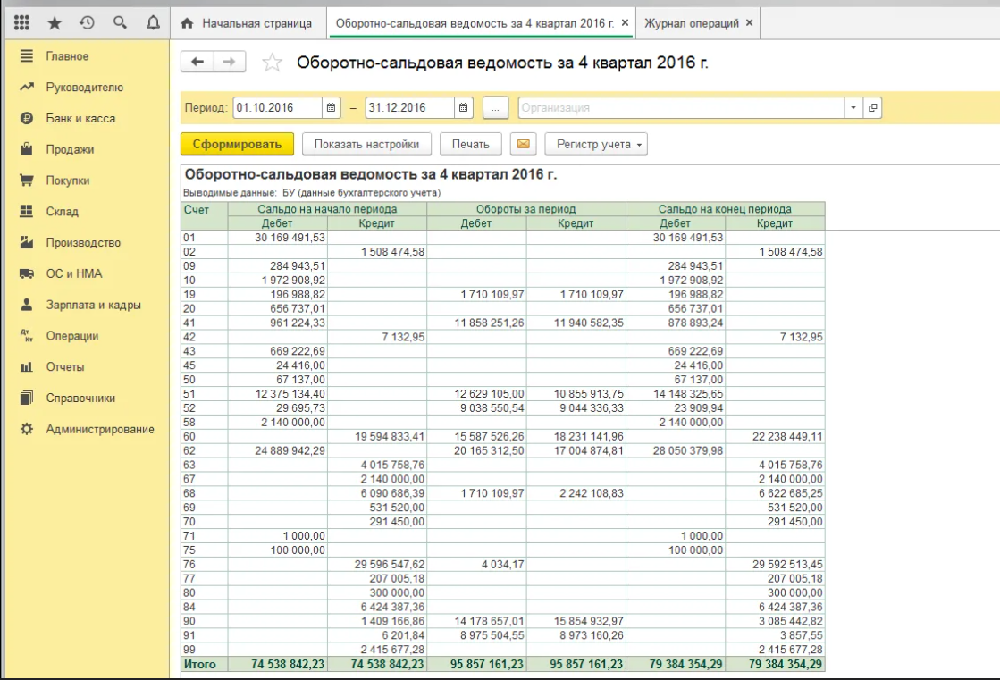 Начальная страница
Оборотно-сальдовая ведомость за 4 квартал 2016 г. ×
Журнал операций ×
Главное
Руководителю
Банк и касса
Продажи
Покупки
Склад
Производство
ОС и НМА
Зарплата и кадры
Дт Кт Операции
Отчеты
Справочники
Администрирование
Оборотно-сальдовая ведомость за 4 квартал 2016 г.
Период: 01.10.2016 – 31.12.2016 ... Организация
Сформировать Показать настройки Печать Регистр учета
Оборотно-сальдовая ведомость за 4 квартал 2016 г.
Выводимые данные: БУ (данные бухгалтерского учета)
Счет Сальдо на начало периода Обороты за период Сальдо на конец периода
Дебет Кредит Дебет Кредит Дебет Кредит
01 30 169 491,53 30 169 491,53
02 1 508 474,58 1 508 474,58
09 284 943,51 284 943,51
10 1 972 908,92 1 972 908,92
19 196 988,82 1 710 109,97 1 710 109,97 196 988,82
20 656 737,01 656 737,01
41 961 224,33 11 858 251,26 11 940 582,35 878 893,24
42 7 132,95 7 132,95
43 669 222,69 669 222,69
45 24 416,00 24 416,00
50 67 137,00 67 137,00
51 12 375 134,40 12 629 105,00 10 855 913,75 14 148 325,65
52 29 695,73 9 038 550,54 9 044 336,33 23 909,94
58 2 140 000,00 2 140 000,00
60 19 594 833,41 15 587 526,26 18 231 141,96 22 238 449,11
62 24 889 942,29 20 165 312,50 17 004 874,81 28 050 379,98
63 4 015 758,76 4 015 758,76
67 2 140 000,00 2 140 000,00
68 6 090 686,39 1 710 109,97 2 242 108,83 6 622 685,25
69 531 520,00 531 520,00
70 291 450,00 291 450,00
71 1 000,00 1 000,00
75 100 000,00 100 000,00
76 29 596 547,62 4 034,17 29 592 513,45
77 207 005,18 207 005,18
80 300 000,00 300 000,00
84 6 424 387,36 6 424 387,36
90 1 409 166,86 14 178 657,01 15 854 932,97 3 085 442,82
91 6 201,84 8 975 504,55 8 973 160,26 3 857,55
99 2 415 677,28 2 415 677,28
Итого 74 538 842,23 74 538 842,23 95 857 161,23 95 857 161,23 79 384 354,29 79 384 354,29